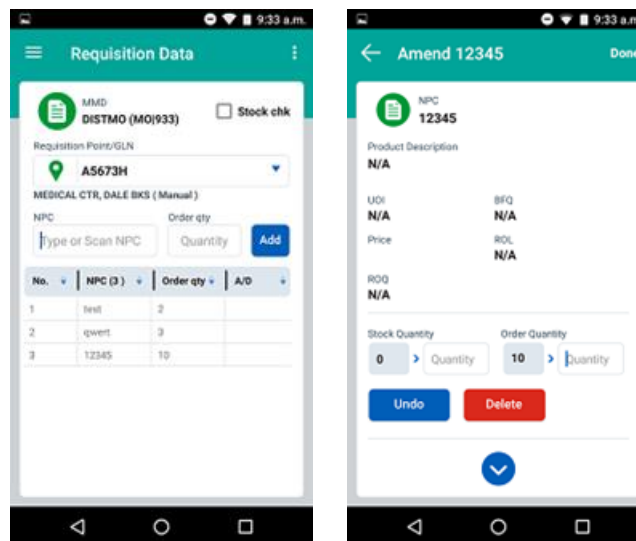 9:33 a.m.
Requisition Data
MMD
DISTMO (MO|933)
Stock chk
Requisition Point/GLN
A5673H
MEDICAL CTR, DALE BKS ( Manual )
NPC Order qty
Type or Scan NPC Quantity Add
No. NPC (3) Order qty A/D
1 test 2
2 qwert 3
3 12345 10
9:33 a.m.
Amend 12345 Done
NPC
12345
Product Description
N/A
UOI BFQ
N/A N/A
Price ROL
N/A
ROQ
N/A
Stock Quantity Order Quantity
0 > Quantity 10 > Quantity
Undo Delete